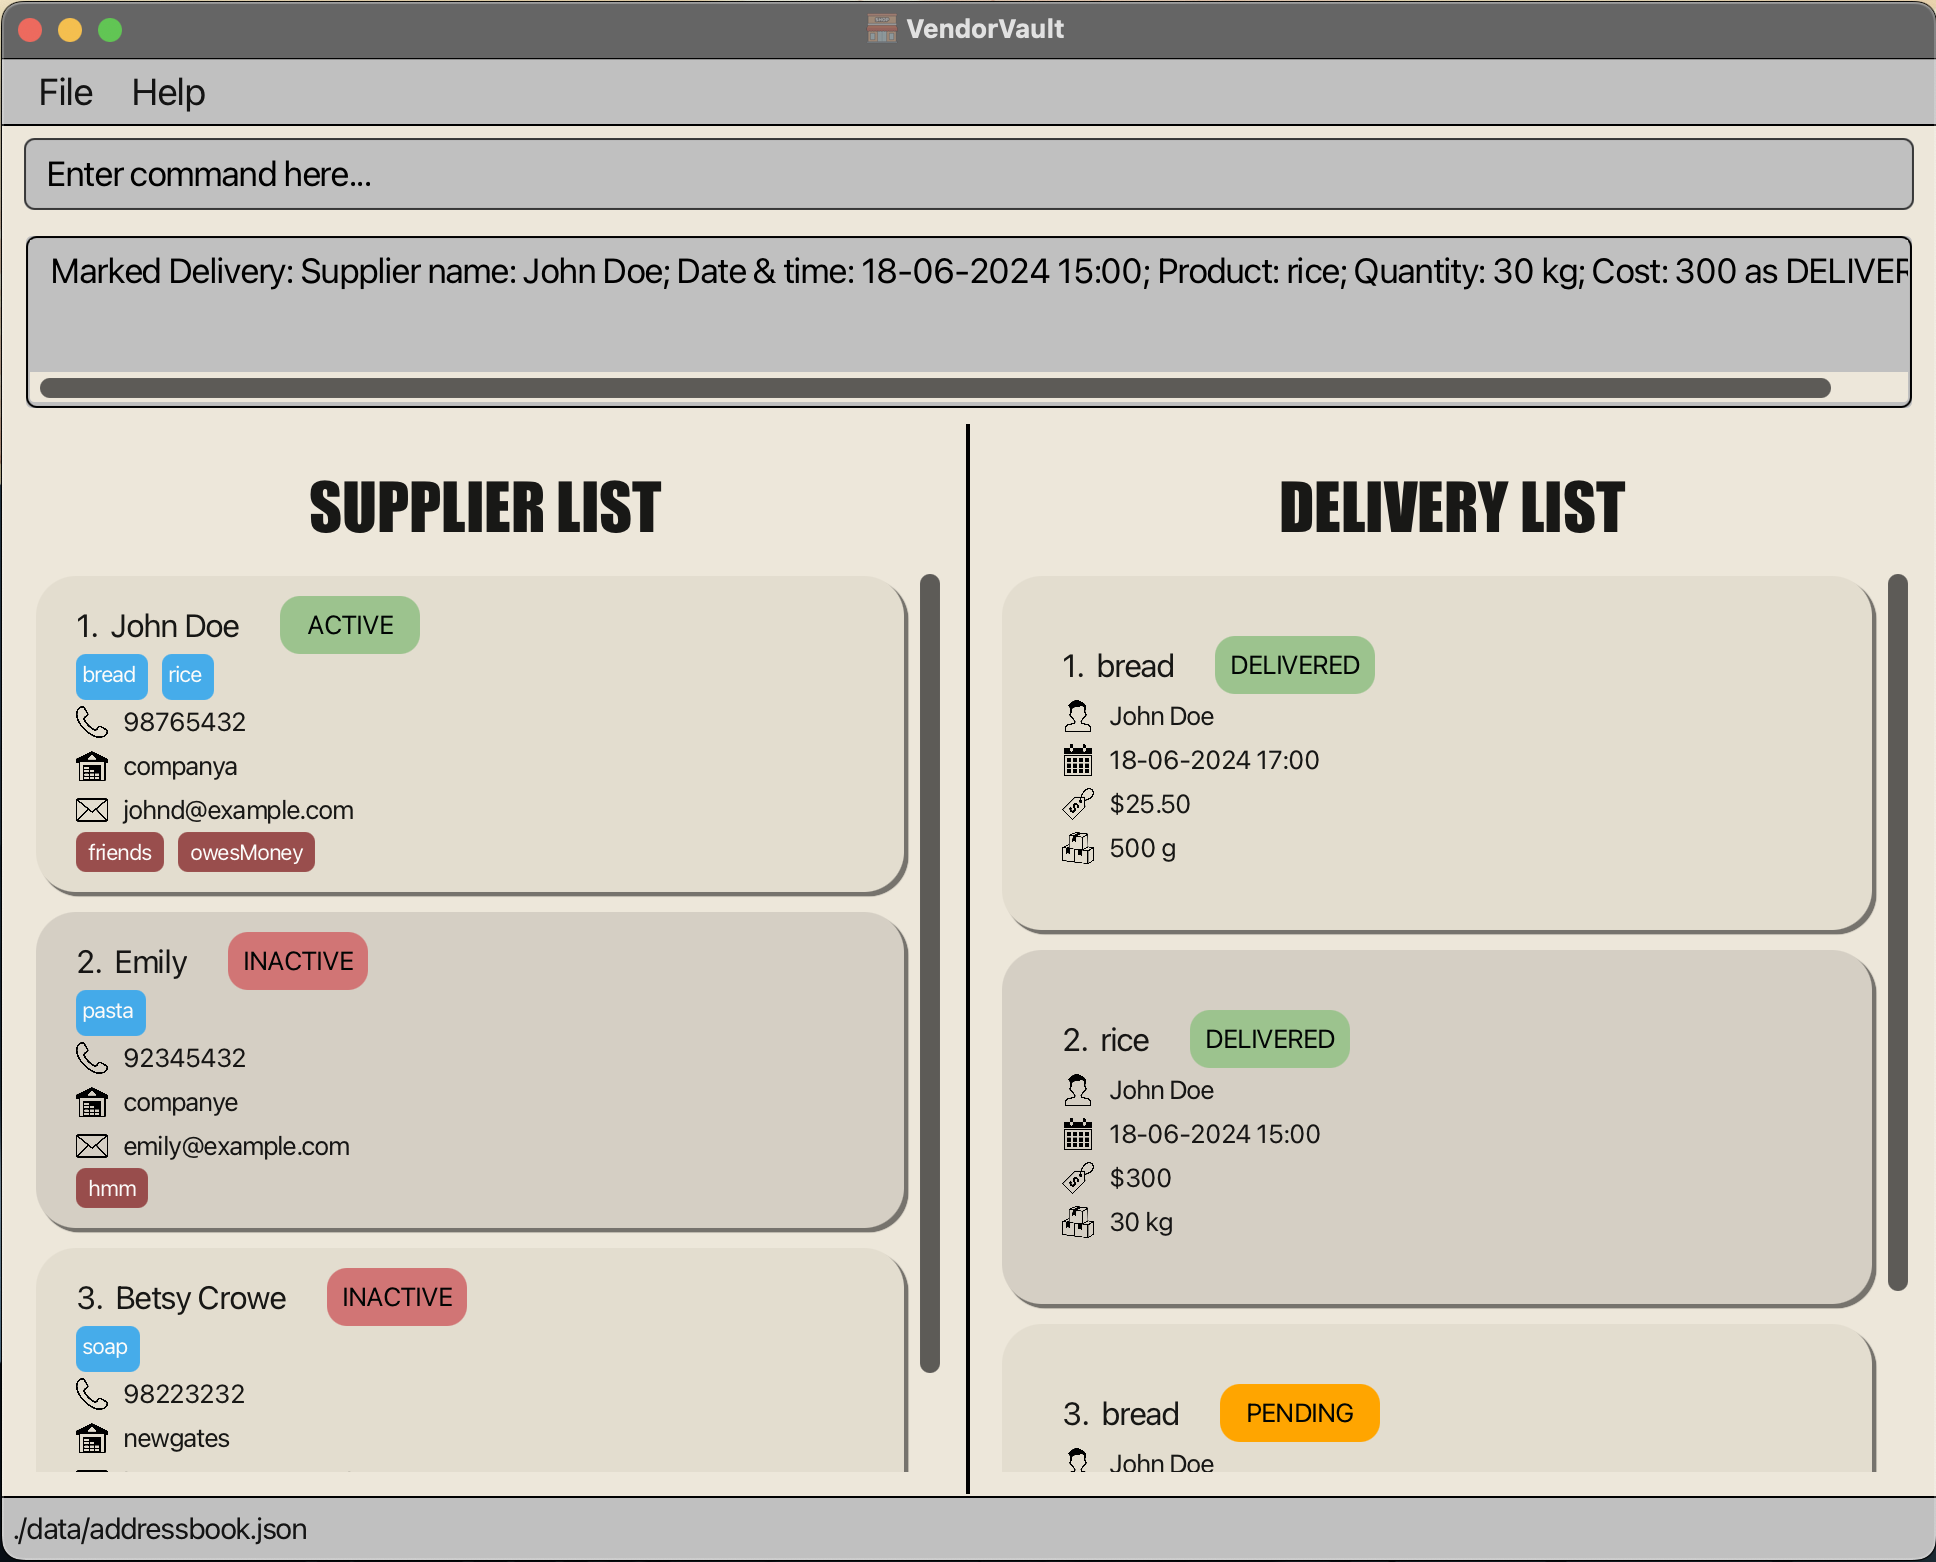 VendorVault
File Help
Enter command here...
Marked Delivery: Supplier name: John Doe; Date & time: 18-06-2024 15:00; Product: rice; Quantity: 30 kg; Cost: 300 as DELIVER
SUPPLIER LIST
1. John Doe ACTIVE
bread rice
98765432
companya
johnd@example.com
friends owesMoney
2. Emily INACTIVE
pasta
92345432
companye
emily@example.com
hmm
3. Betsy Crowe INACTIVE
soap
98223232
newgates
DELIVERY LIST
1. bread DELIVERED
John Doe
18-06-2024 17:00
$25.50
500 g
2. rice DELIVERED
John Doe
18-06-2024 15:00
$300
30 kg
3. bread PENDING
John Doe
./data/addressbook.json